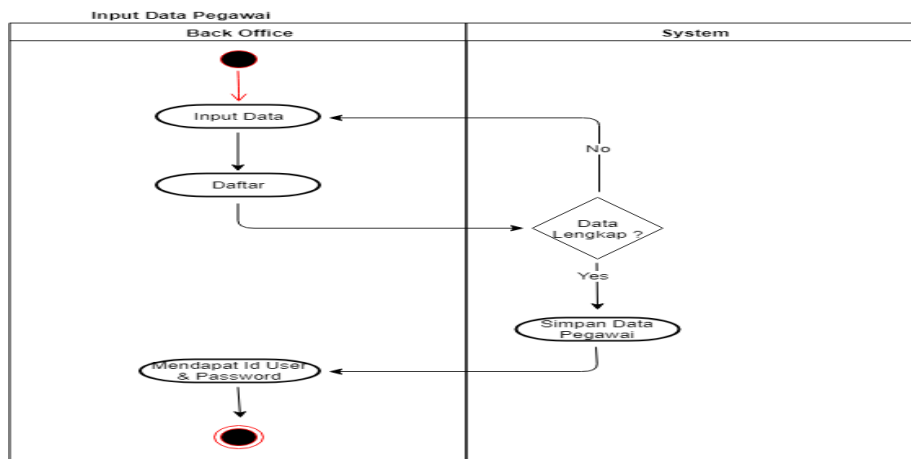 Input Data Pegawai
Back Office
System
Input Data
No
Daftar
Data
Lengkap ?
Yes
Simpan Data
Pegawai
Mendapat Id User
& Password